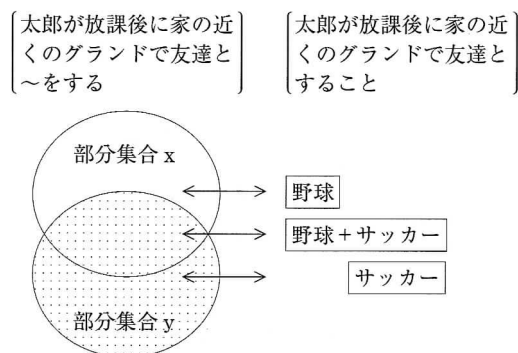 太郎が放課後に家の近
くのグランドで友達と
～をする
太郎が放課後に家の近
くのグランドで友達と
すること
部分集合 x
野球
野球＋サッカー
サッカー
部分集合 y